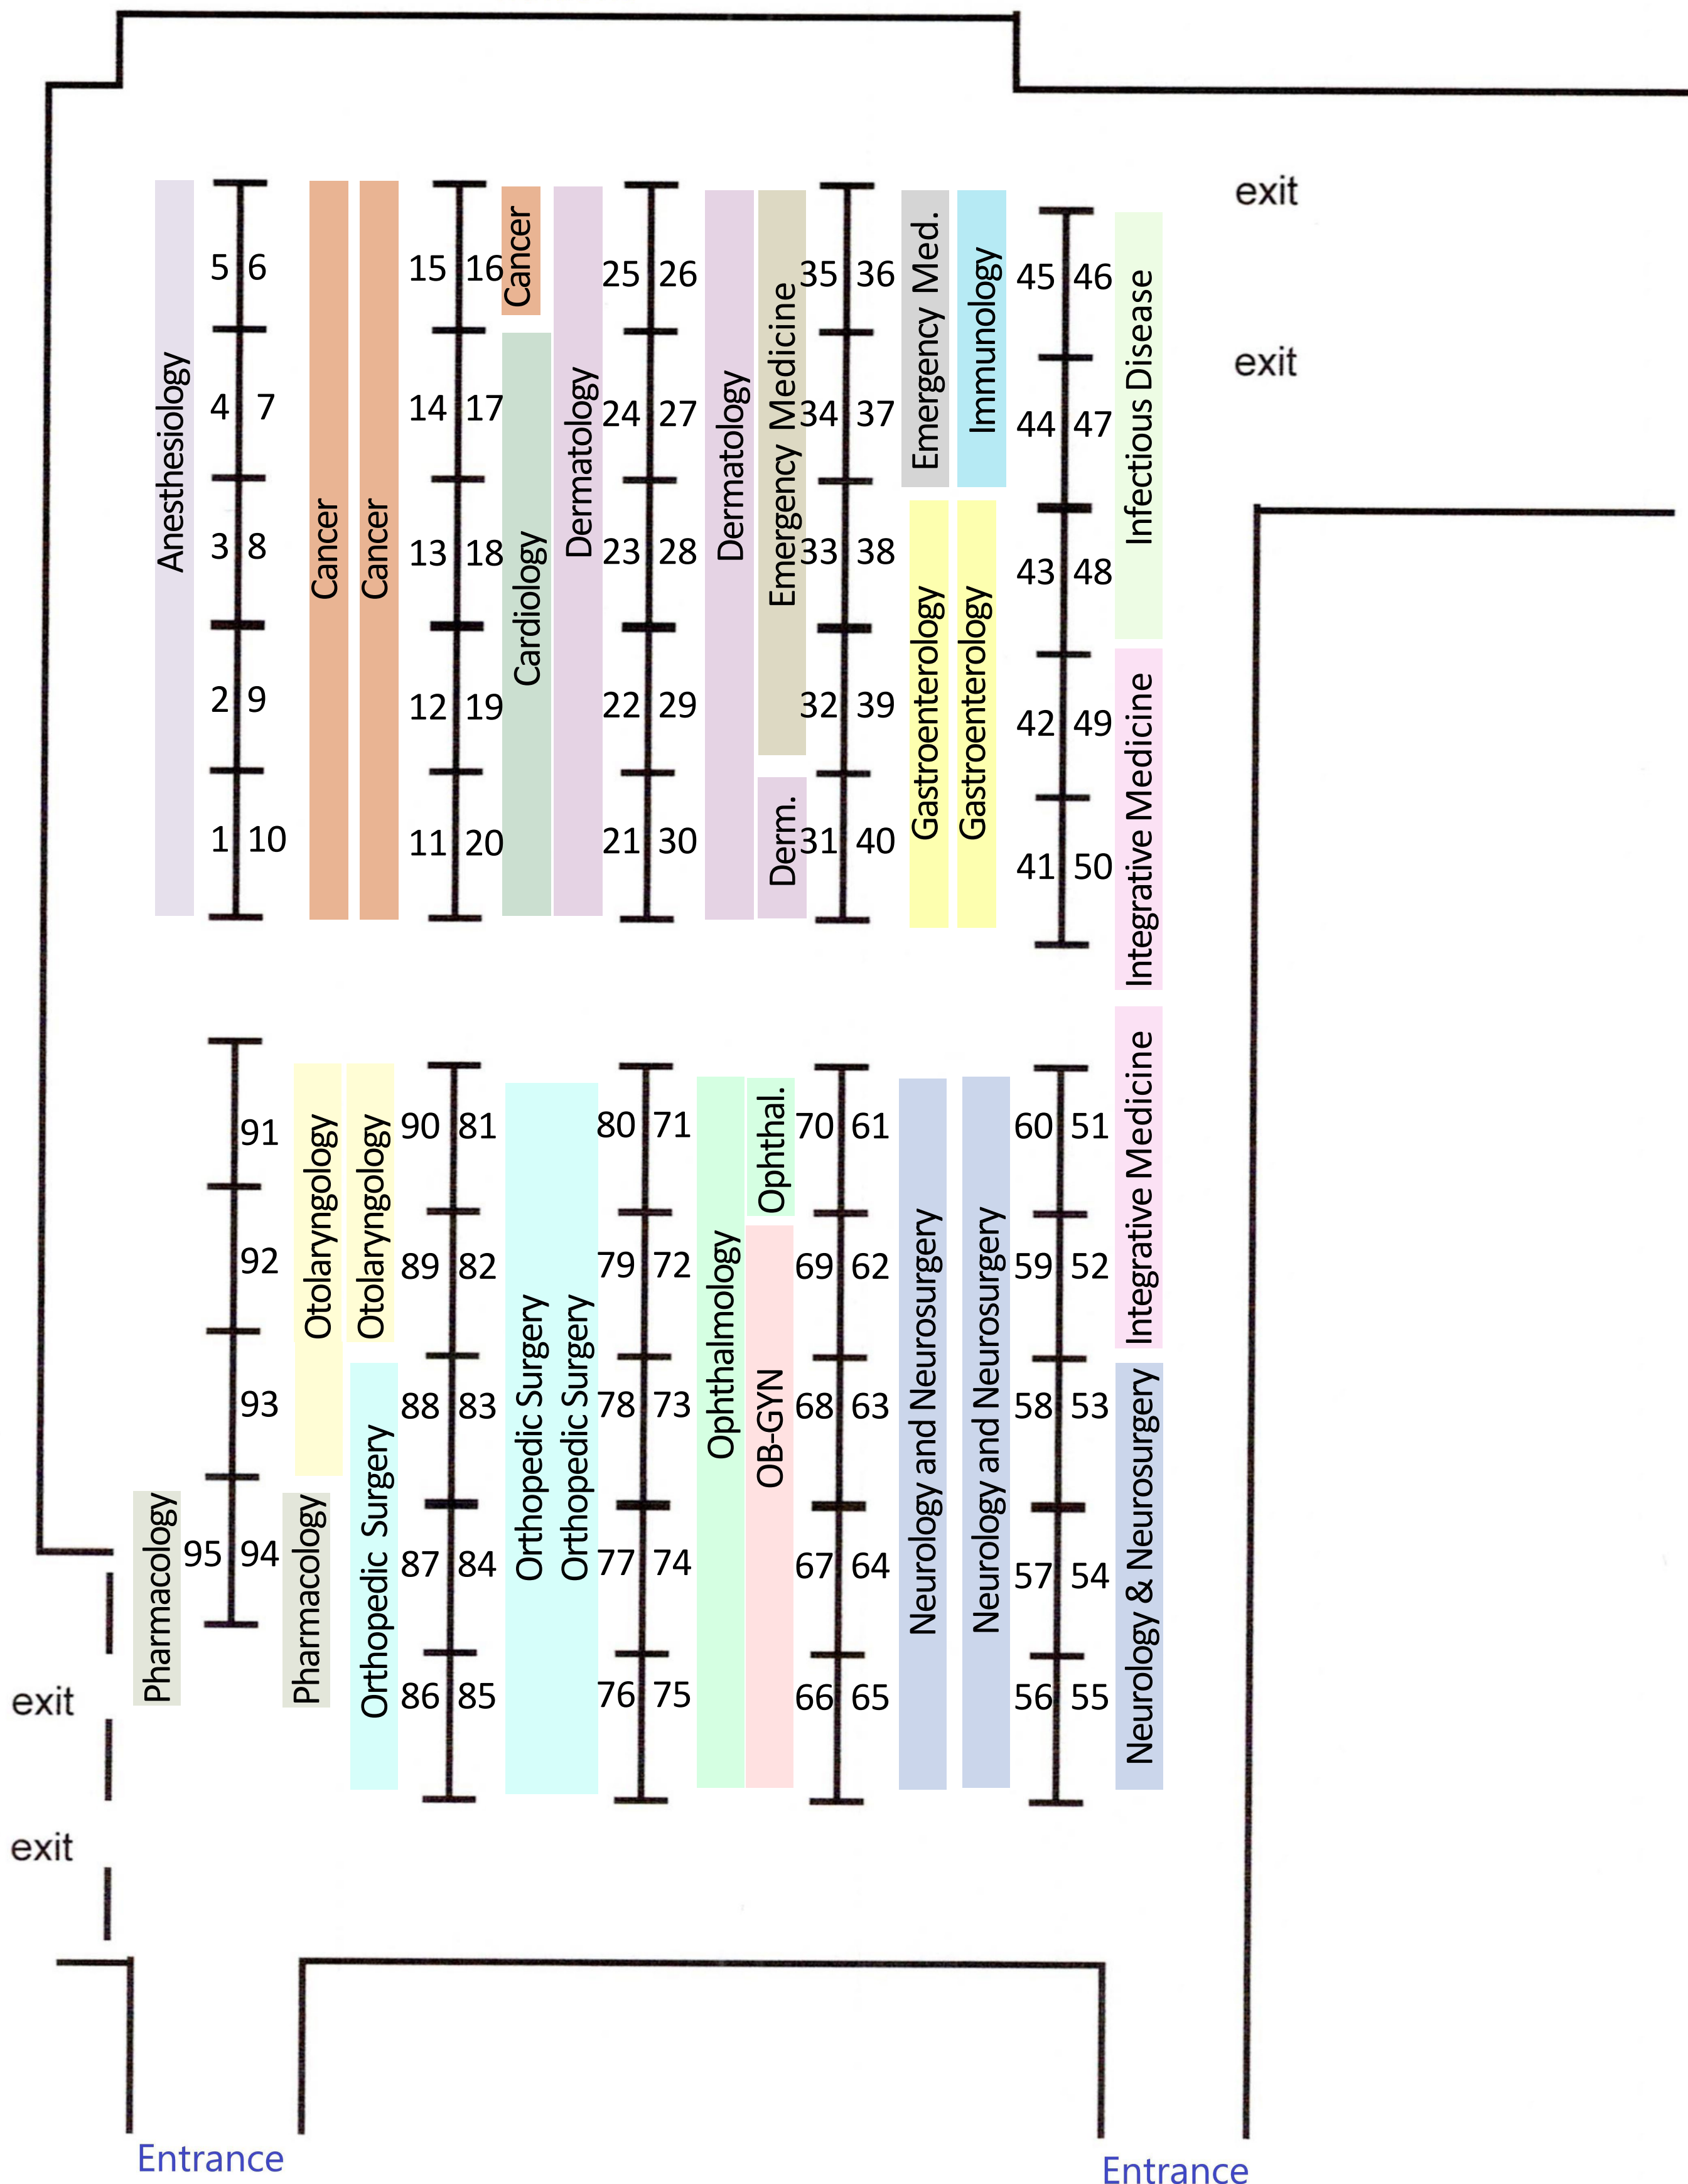 exit
exit
Anesthesiology
5 6
4 7
3 8
2 9
1 10
Cancer
Cancer
15 16
14 17
13 18
12 19
11 20
Cancer
Cardiology
Dermatology
25 26
24 27
23 28
22 29
21 30
Dermatology
Emergency Medicine
Derm.
35 36
34 37
33 38
32 39
31 40
Emergency Med.
Gastroenterology
Immunology
Gastroenterology
45 46
44 47
43 48
42 49
41 50
Infectious Disease
Integrative Medicine
91
92
93
95 94
Pharmacology
Otolaryngology
Pharmacology
Otolaryngology
Orthopedic Surgery
90 81
89 82
88 83
87 84
86 85
Orthopedic Surgery
Orthopedic Surgery
80 71
79 72
78 73
77 74
76 75
Ophthalmology
Ophthal.
OB-GYN
70 61
69 62
68 63
67 64
66 65
Neurology and Neurosurgery
Neurology and Neurosurgery
60 51
59 52
58 53
57 54
56 55
Integrative Medicine
Neurology & Neurosurgery
exit
exit
Entrance
Entrance